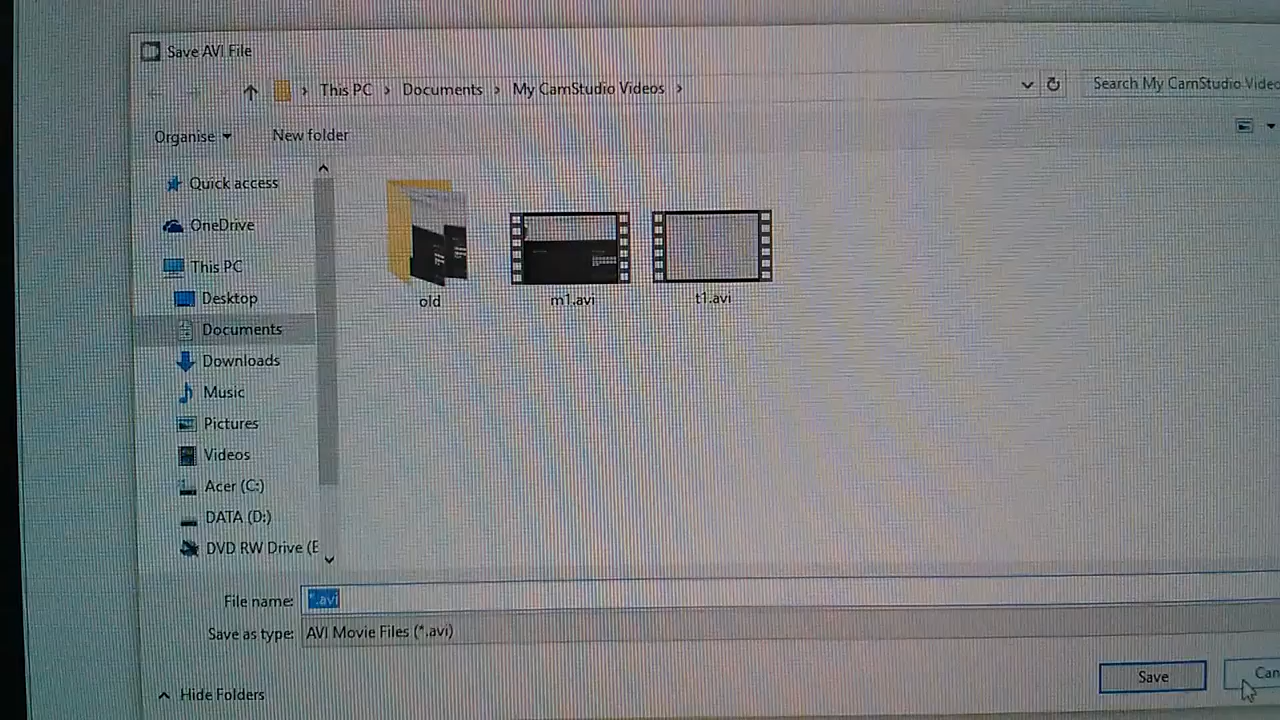 Save AVI File
This PC > Documents > My CamStudio Videos >
Search My CamStudio Video
Organise
New folder
Quick access
OneDrive
This PC
Desktop
Documents
Downloads
Music
Pictures
Videos
Acer (C:)
DATA (D:)
DVD RW Drive (E
old
m1.avi
t1.avi
File name: *.avi
Save as type: AVI Movie Files (*.avi)
Hide Folders
Save
Can